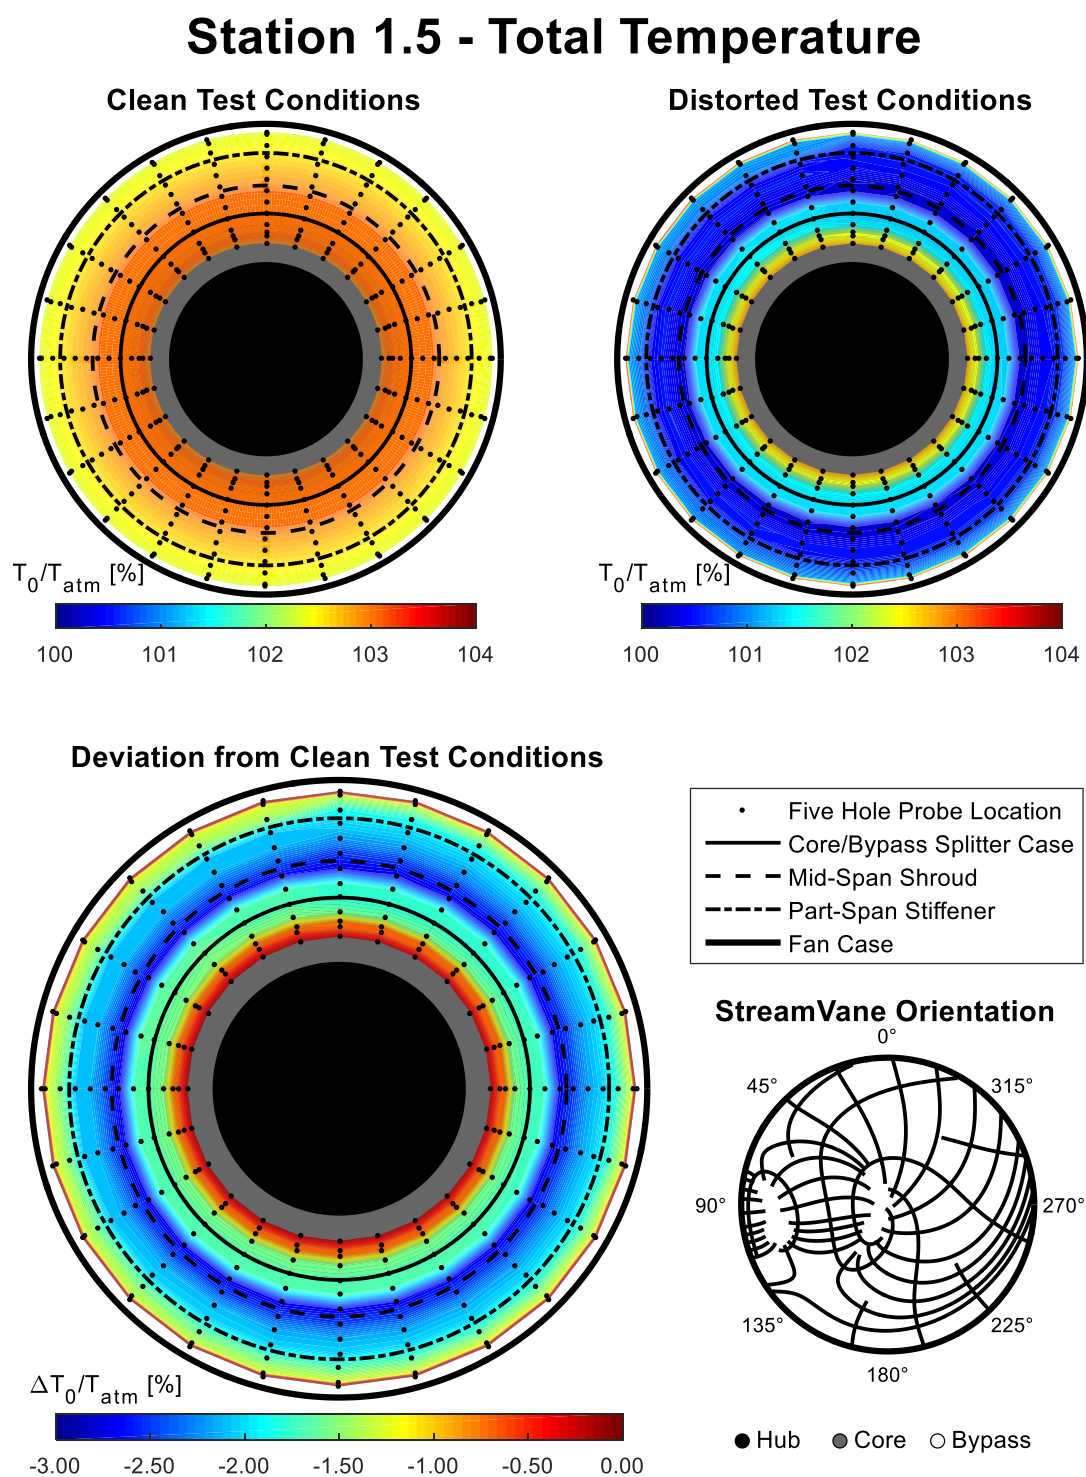 Station 1.5 - Total Temperature
Clean Test Conditions
Distorted Test Conditions
T0/Tatm [%]
100 101 102 103 104
T0/Tatm [%]
100 101 102 103 104
Deviation from Clean Test Conditions
ΔT0/Tatm [%]
-3.00 -2.50 -2.00 -1.50 -1.00 -0.50 0.00
Five Hole Probe Location
Core/Bypass Splitter Case
Mid-Span Shroud
Part-Span Stiffener
Fan Case
StreamVane Orientation
0°
45° 315°
90° 270°
135° 225°
180°
Hub Core Bypass